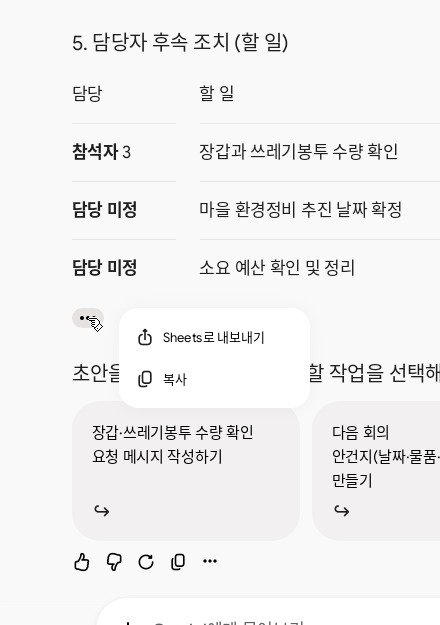 5. 담당자 후속 조치 (할 일)
담당 할 일
참석자 3 장갑과 쓰레기봉투 수량 확인
담당 미정 마을 환경정비 추진 날짜 확정
담당 미정 소요 예산 확인 및 정리
Sheets로 내보내기
복사
초안을 할 작업을 선택해
장갑·쓰레기봉투 수량 확인
요청 메시지 작성하기
다음 회의
안건지(날짜·물품·
만들기